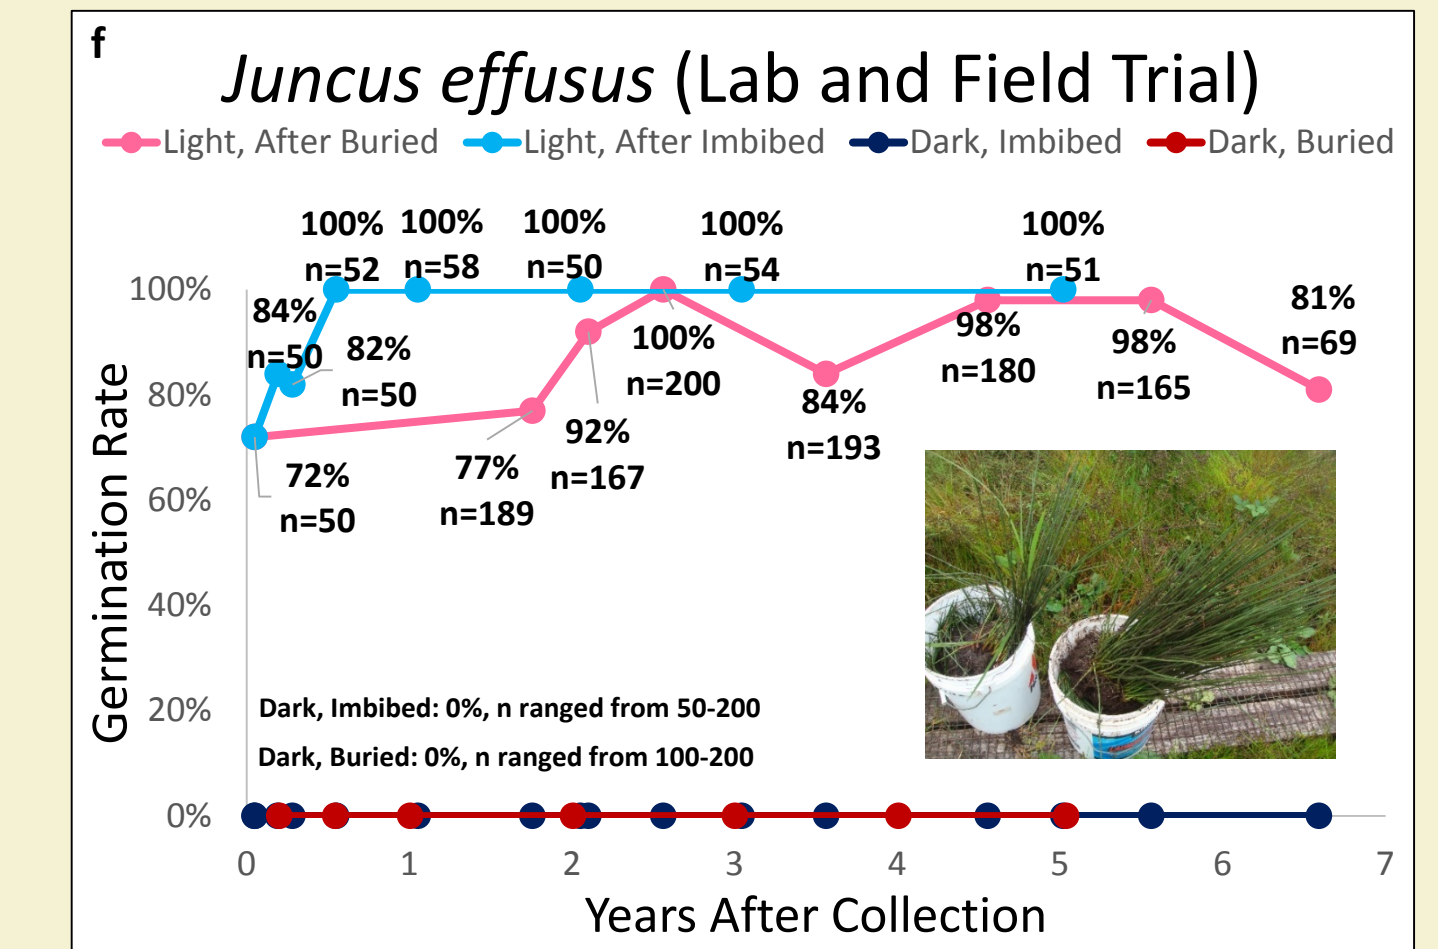 f
Juncus effusus (Lab and Field Trial)
Light, After Buried Light, After Imbibed Dark, Imbibed Dark, Buried
100% 100% 100% 100% 100%
n=52 n=58 n=50 n=54 n=51
84%
n=50
82%
n=50
72%
n=50
77%
n=189
92%
n=167
100%
n=200
84%
n=193
98%
n=180
98%
n=165
81%
n=69
Germination Rate
100%
80%
60%
40%
20%
0%
Dark, Imbibed: 0%, n ranged from 50-200
Dark, Buried: 0%, n ranged from 100-200
0 1 2 3 4 5 6 7
Years After Collection